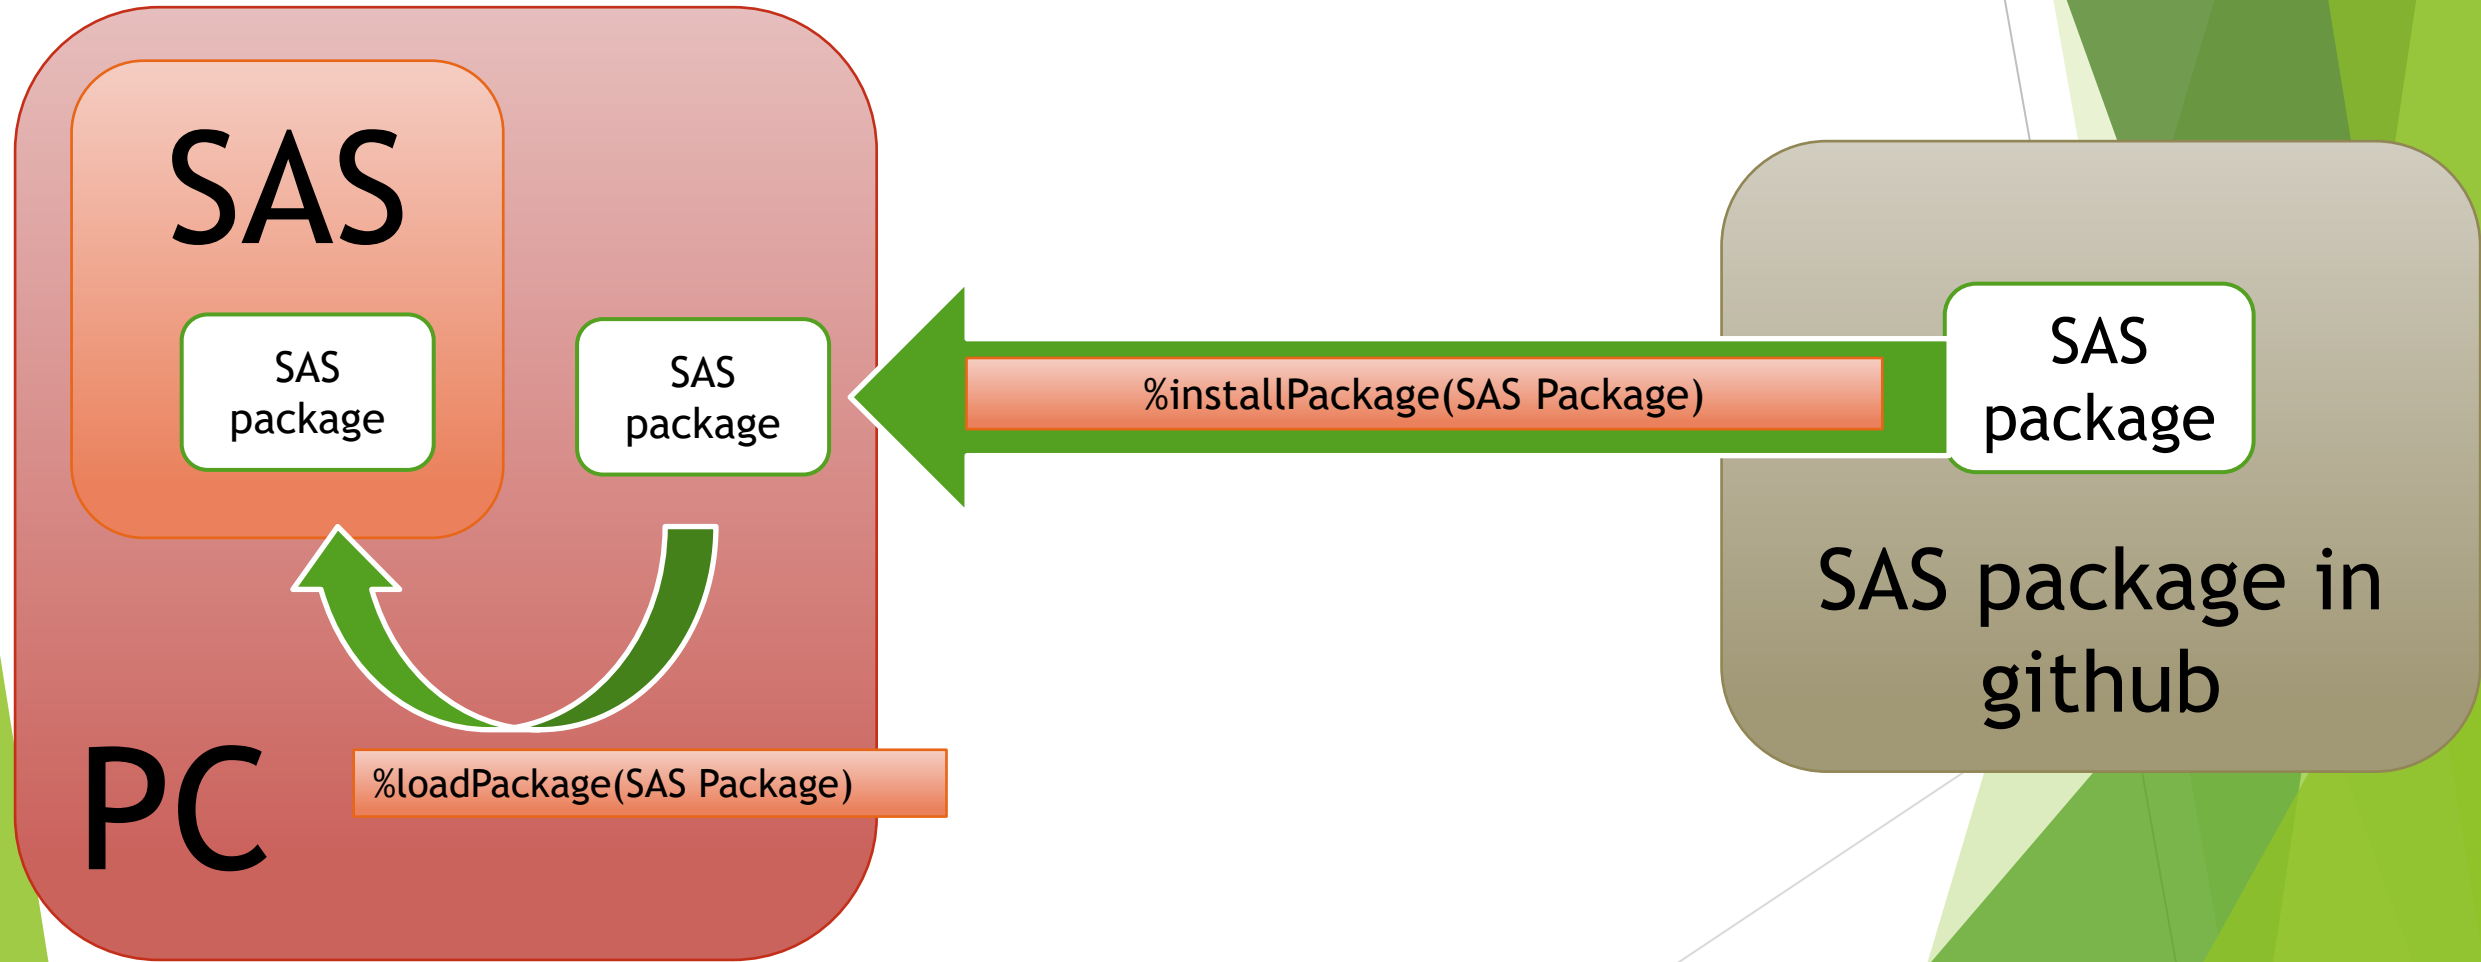 SAS
SAS
package
SAS
package
%installPackage(SAS Package)
SAS
package
SAS package in
github
PC
%loadPackage(SAS Package)